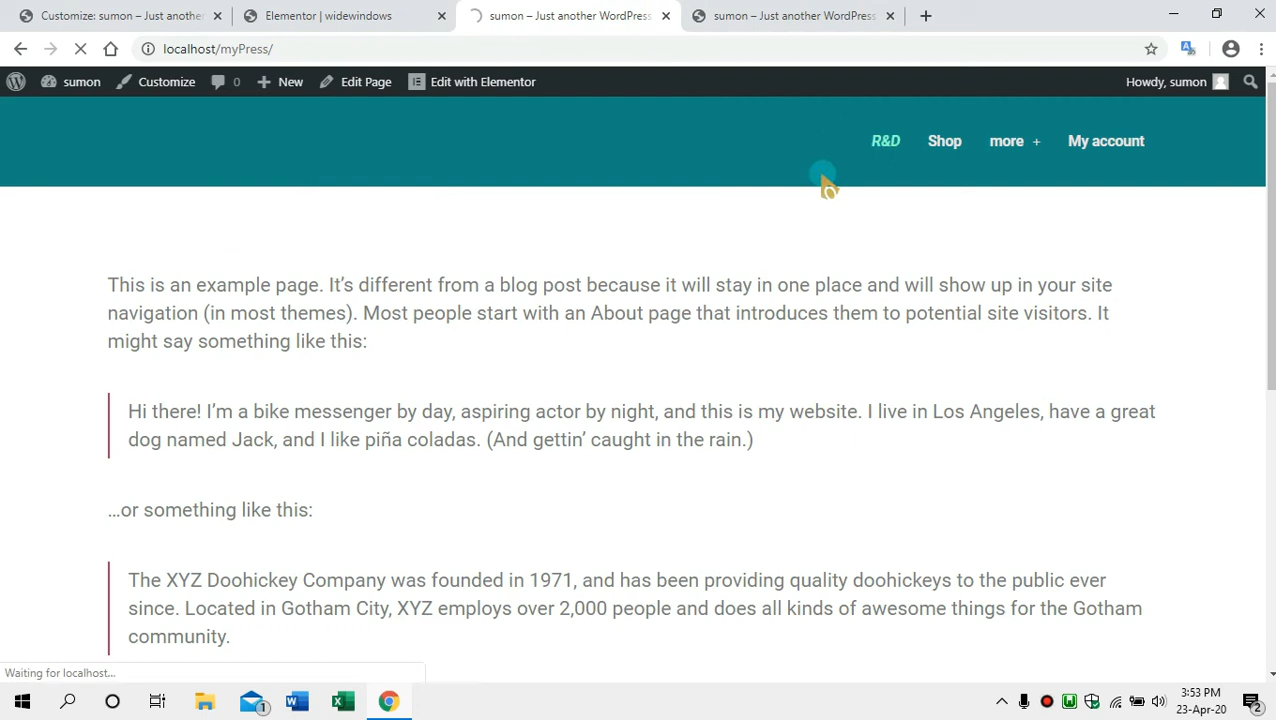 Customize: sumon – Just another
Elementor | widewindows
sumon – Just another WordPress
sumon – Just another WordPress
localhost/myPress/
sumon
Customize
0
New
Edit Page
Edit with Elementor
Howdy, sumon
R&D
Shop
more +
My account
This is an example page. It’s different from a blog post because it will stay in one place and will show up in your site
navigation (in most themes). Most people start with an About page that introduces them to potential site visitors. It
might say something like this:
Hi there! I’m a bike messenger by day, aspiring actor by night, and this is my website. I live in Los Angeles, have a great
dog named Jack, and I like piña coladas. (And gettin’ caught in the rain.)
…or something like this:
The XYZ Doohickey Company was founded in 1971, and has been providing quality doohickeys to the public ever
since. Located in Gotham City, XYZ employs over 2,000 people and does all kinds of awesome things for the Gotham
community.
Waiting for localhost...
1
3:53 PM
23-Apr-20
2